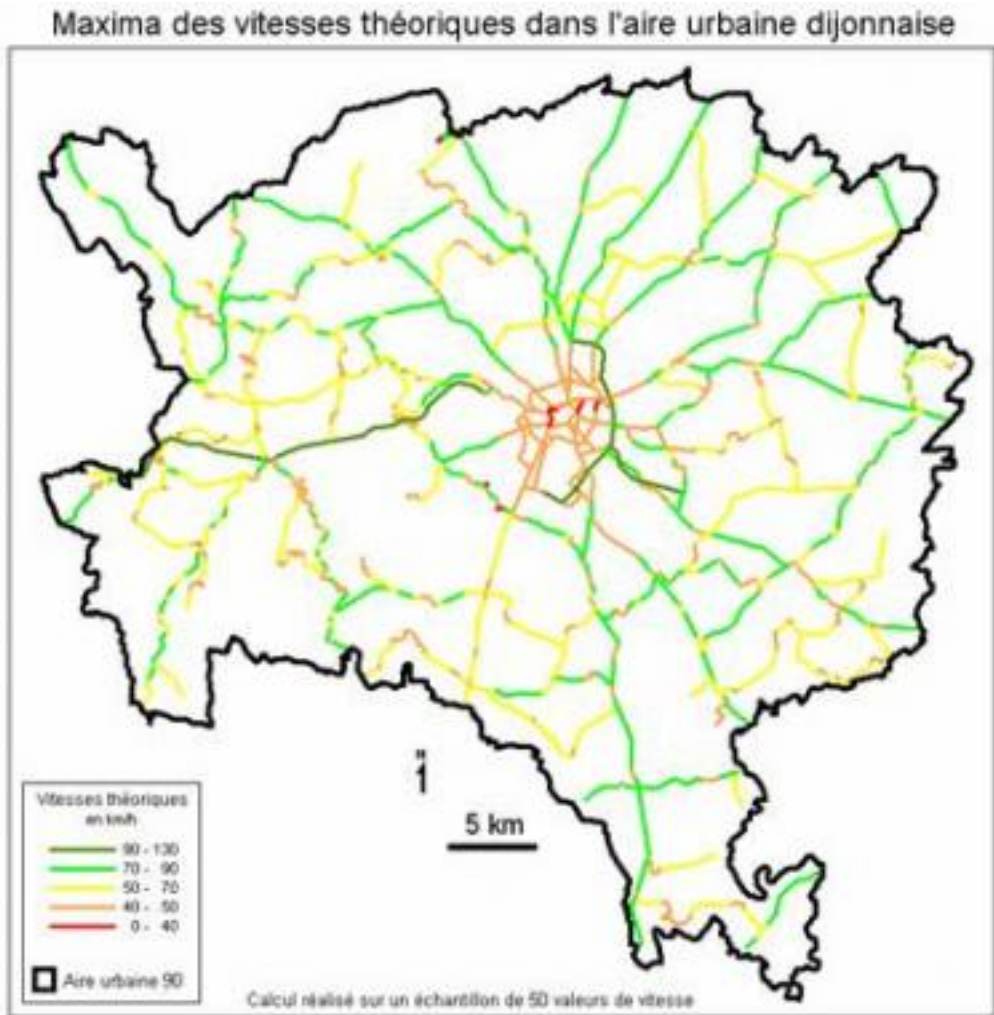 Maxima des vitesses théoriques dans l'aire urbaine dijonnaise
N
5 km
Vitesses théoriques
en km/h
90 - 130
70 - 90
50 - 70
40 - 50
0 - 40
Aire urbaine 90
Calcul réalisé sur un échantillon de 50 valeurs de vitesse